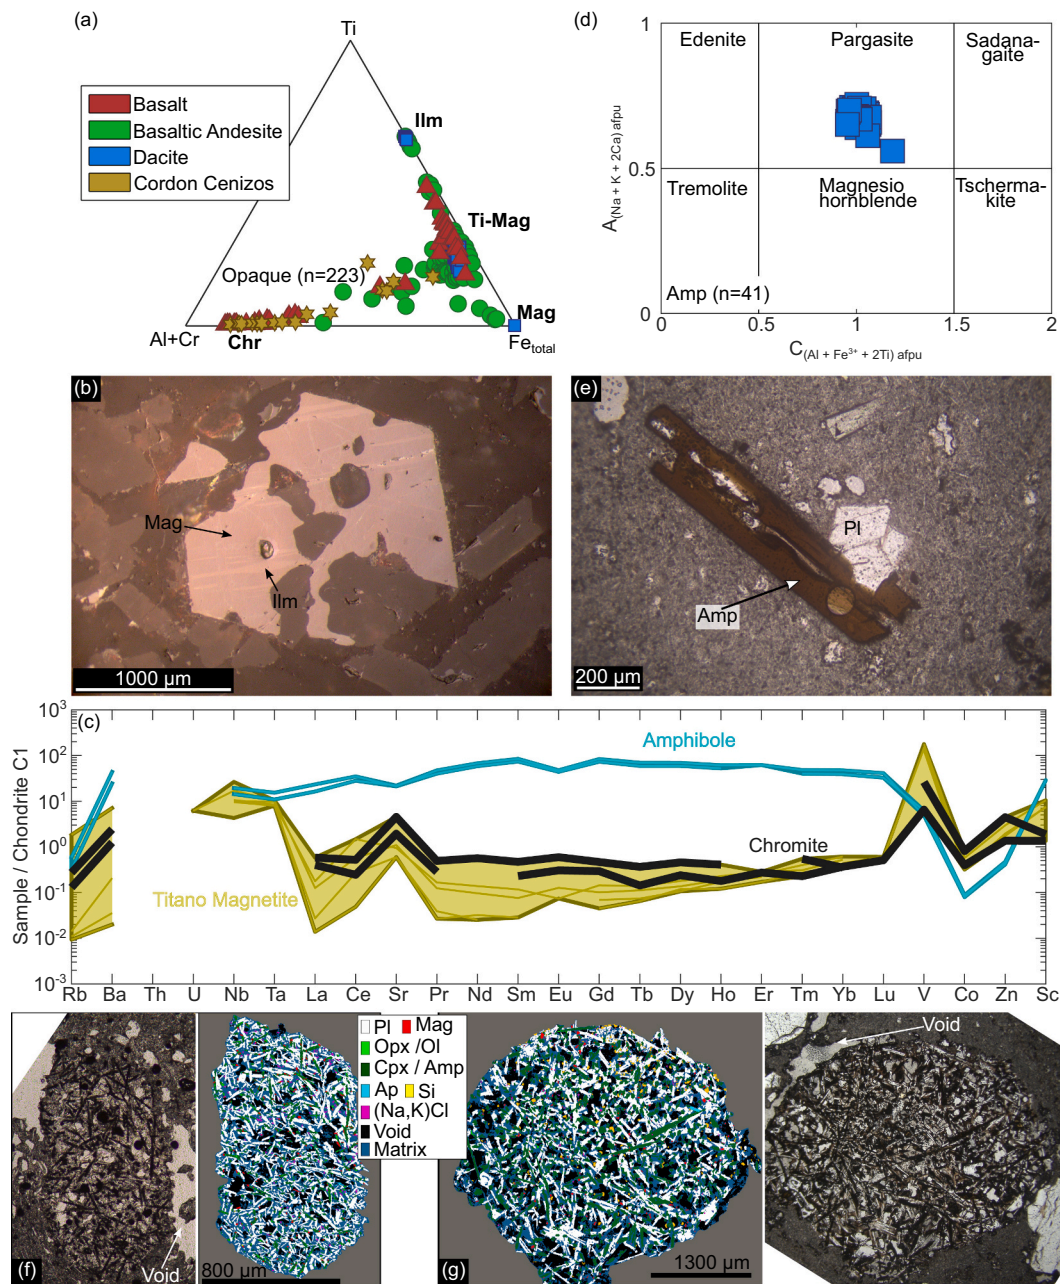 (a)
Ti
Basalt
Basaltic Andesite
Dacite
Cordon Cenizos
Ilm
Ti-Mag
Opaque (n=223)
Mag
Al+Cr
Chr
Fetotal
(d)
1
Edenite
Pargasite
Sadana-
gaite
A(Na + K + 2Ca) afpu
0.5
Tremolite
Magnesio
hornblende
Tscherma-
kite
Amp (n=41)
0
0
0.5
1
1.5
2
C(Al + Fe³⁺ + 2Ti) afpu
(b)
Mag
Ilm
1000 µm
(e)
Pl
Amp
200 µm
(c)
Sample / Chondrite C1
10³
10²
10¹
10⁰
10⁻¹
10⁻²
10⁻³
Amphibole
Chromite
Titano Magnetite
Rb Ba Th U Nb Ta La Ce Sr Pr Nd Sm Eu Gd Tb Dy Ho Er Tm Yb Lu V Co Zn Sc
Pl Mag
Opx /Ol
Cpx / Amp
Ap Si
(Na,K)Cl
Void
Matrix
Void
(f)
800 µm
(g)
1300 µm
Void